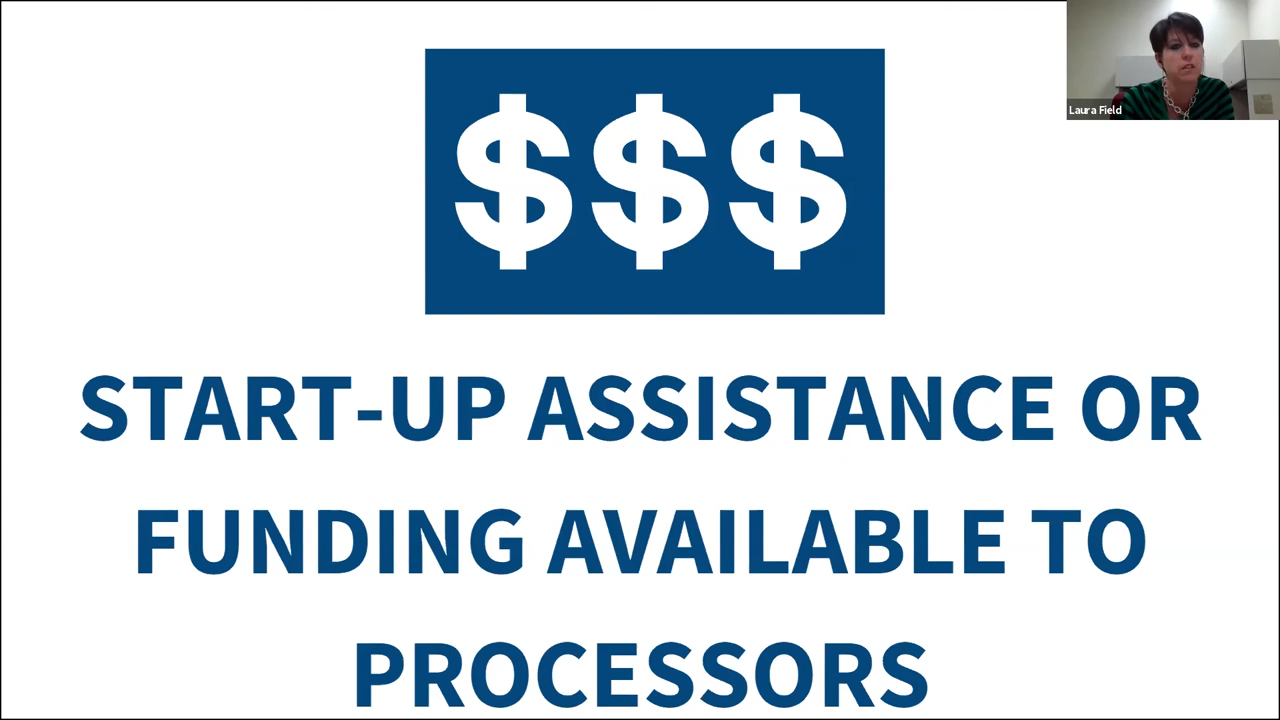 $$$
Laura Field
START-UP ASSISTANCE OR
FUNDING AVAILABLE TO
PROCESSORS